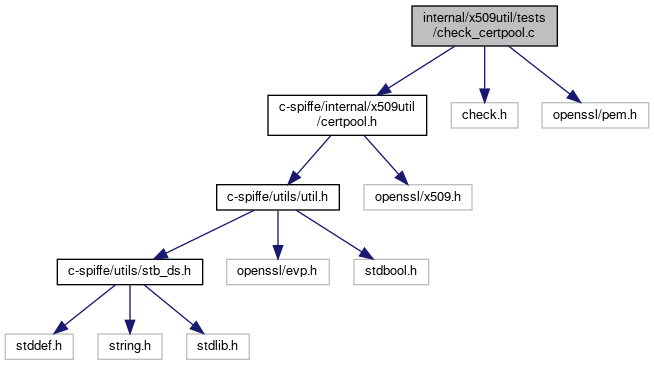 internal/x509util/tests
/check_certpool.c
c-spiffe/internal/x509util
/certpool.h
check.h
openssl/pem.h
c-spiffe/utils/util.h
openssl/x509.h
c-spiffe/utils/stb_ds.h
openssl/evp.h
stdbool.h
stddef.h
string.h
stdlib.h